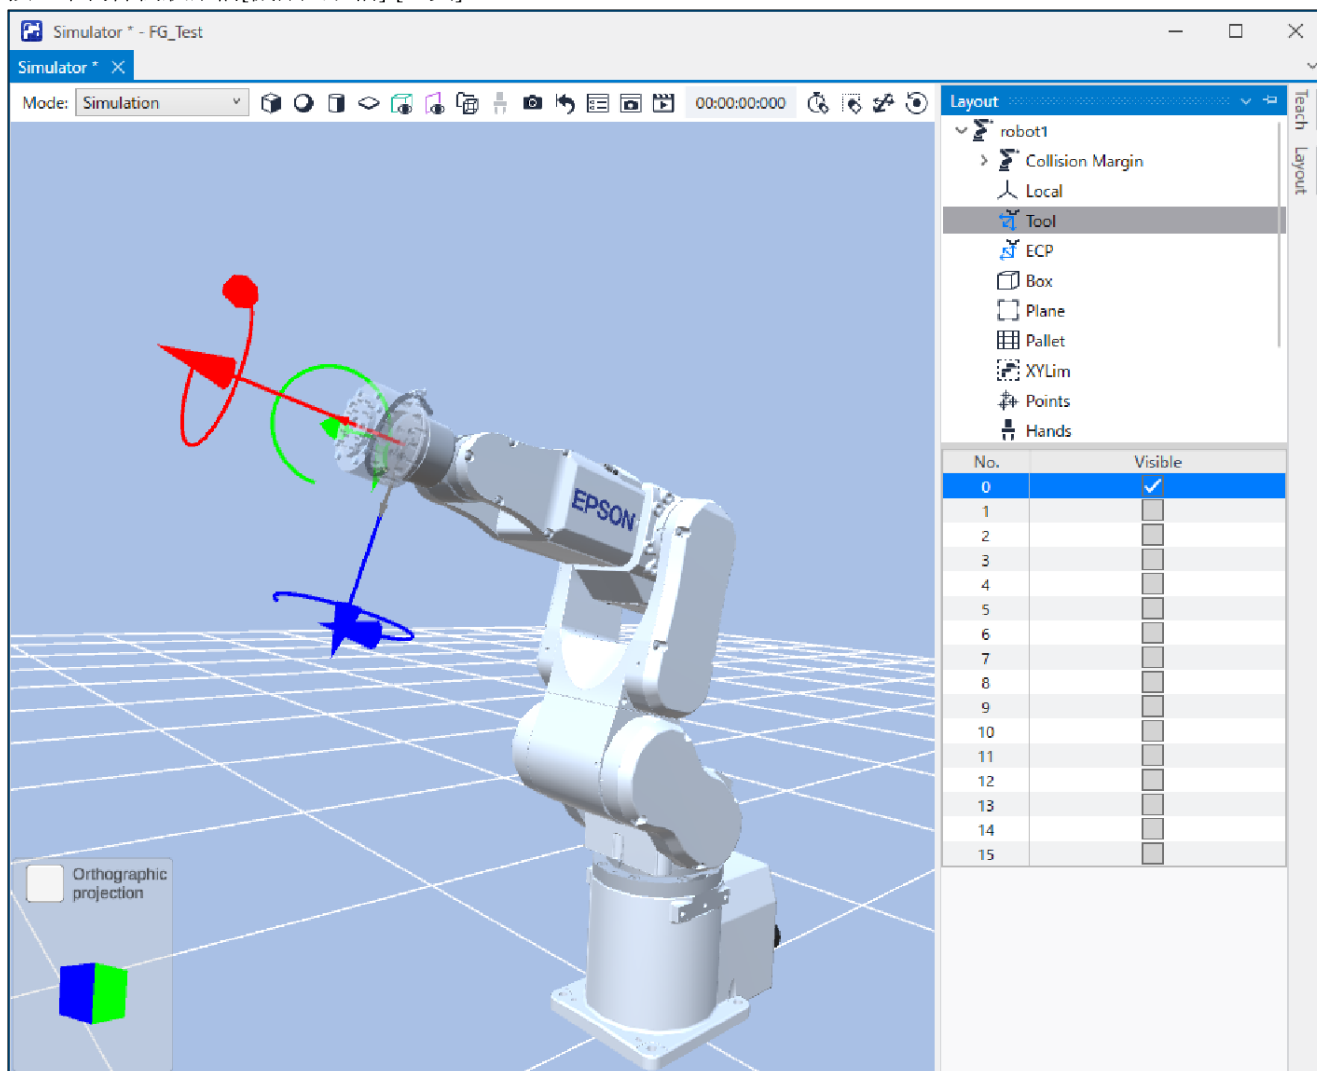 Simulator * - FG_Test
Simulator *
Mode: Simulation
00:00:00:000
Layout
Teach
Layout
robot1
Collision Margin
Local
Tool
ECP
Box
Plane
Pallet
XYLim
Points
Hands
No. Visible
0
1
2
3
4
5
6
7
8
9
10
11
12
13
14
15
EPSON
Orthographic
projection